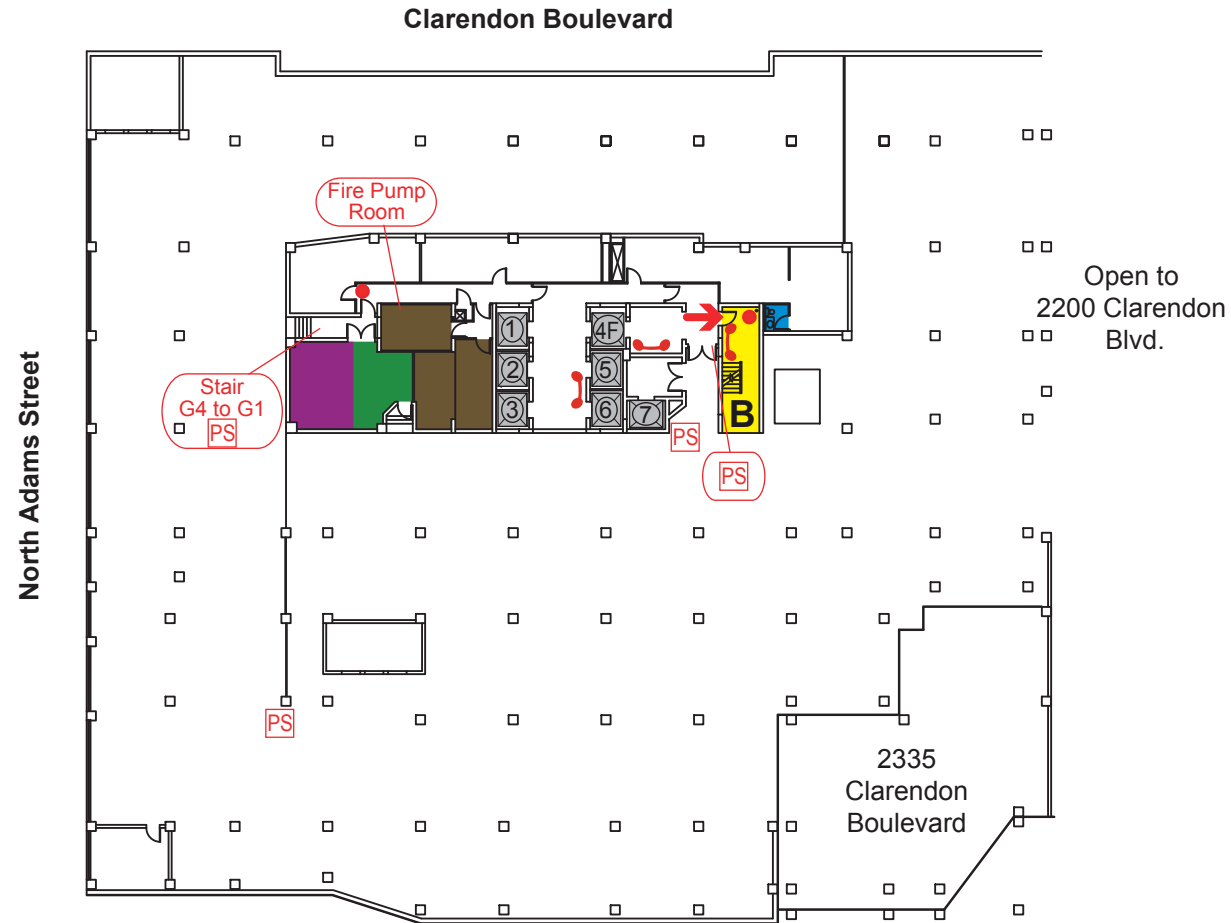 Clarendon Boulevard
Fire Pump
Room
Open to
2200 Clarendon
Blvd.
North Adams Street
1
4F
2
5
Stair
G4 to G1
PS
3
6
7
B
PS
PS
PS
2335
Clarendon
Boulevard